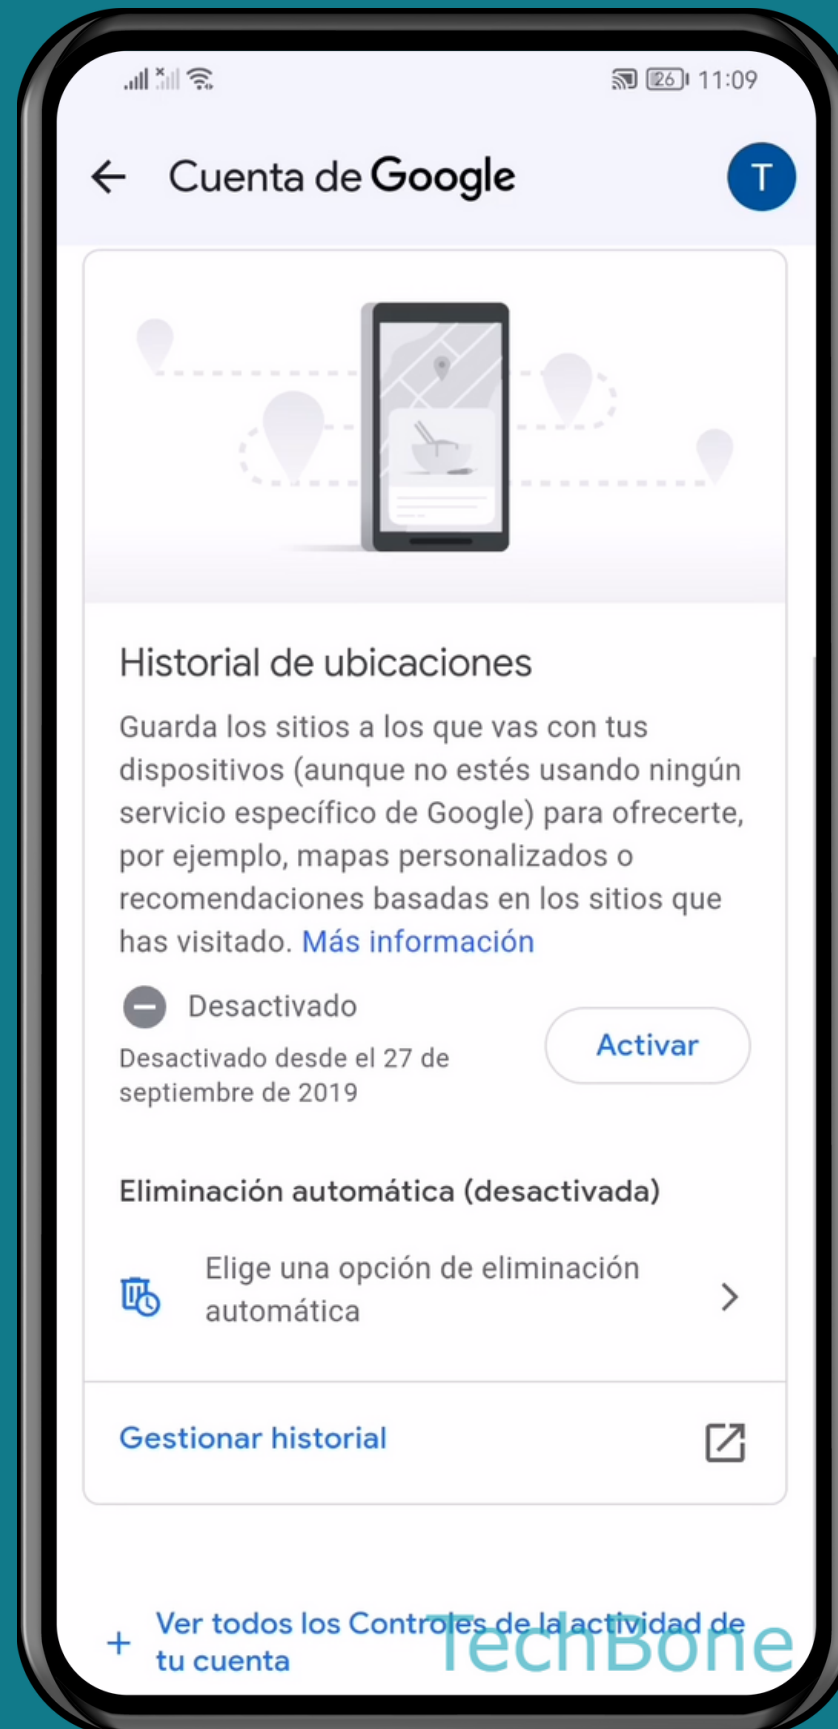 26 11:09
Cuenta de Google
T
Historial de ubicaciones
Guarda los sitios a los que vas con tus
dispositivos (aunque no estés usando ningún
servicio específico de Google) para ofrecerte,
por ejemplo, mapas personalizados o
recomendaciones basadas en los sitios que
has visitado. Más información
Desactivado
Desactivado desde el 27 de
septiembre de 2019
Activar
Eliminación automática (desactivada)
Elige una opción de eliminación
automática
Gestionar historial
Ver todos los Controles de la actividad de
tu cuenta
TechBone